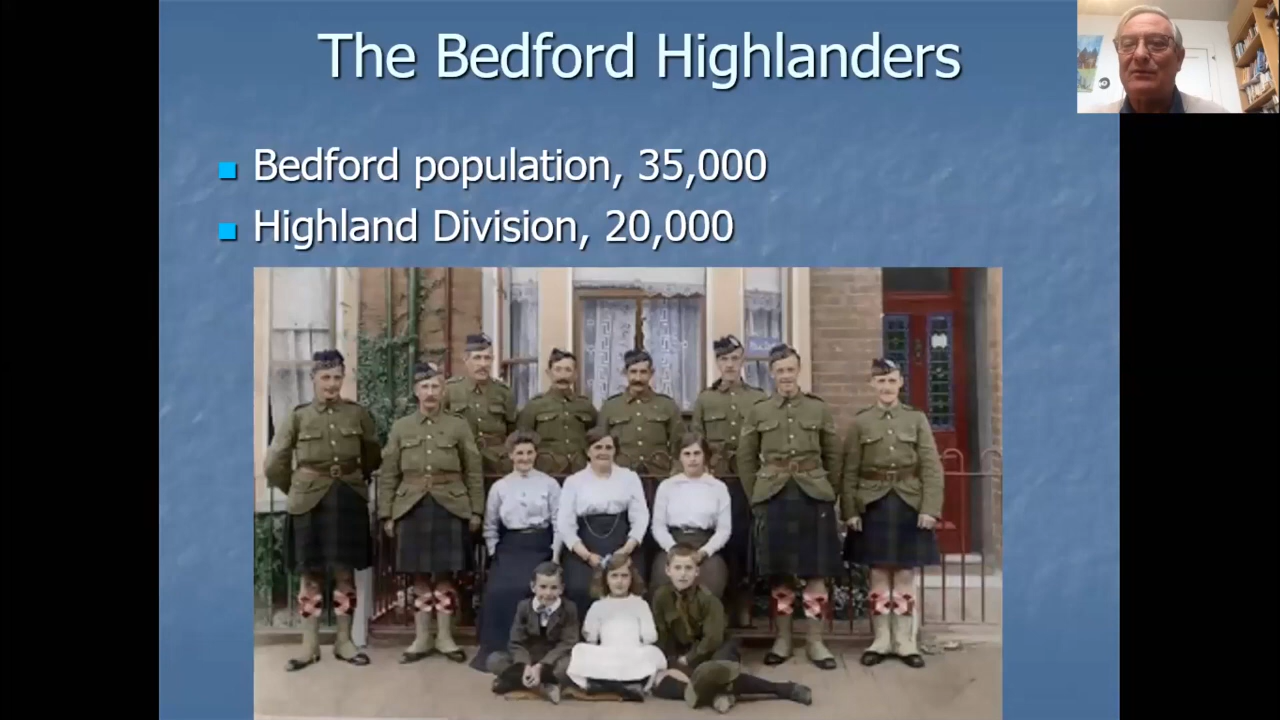 The Bedford Highlanders
Bedford population, 35,000
Highland Division, 20,000